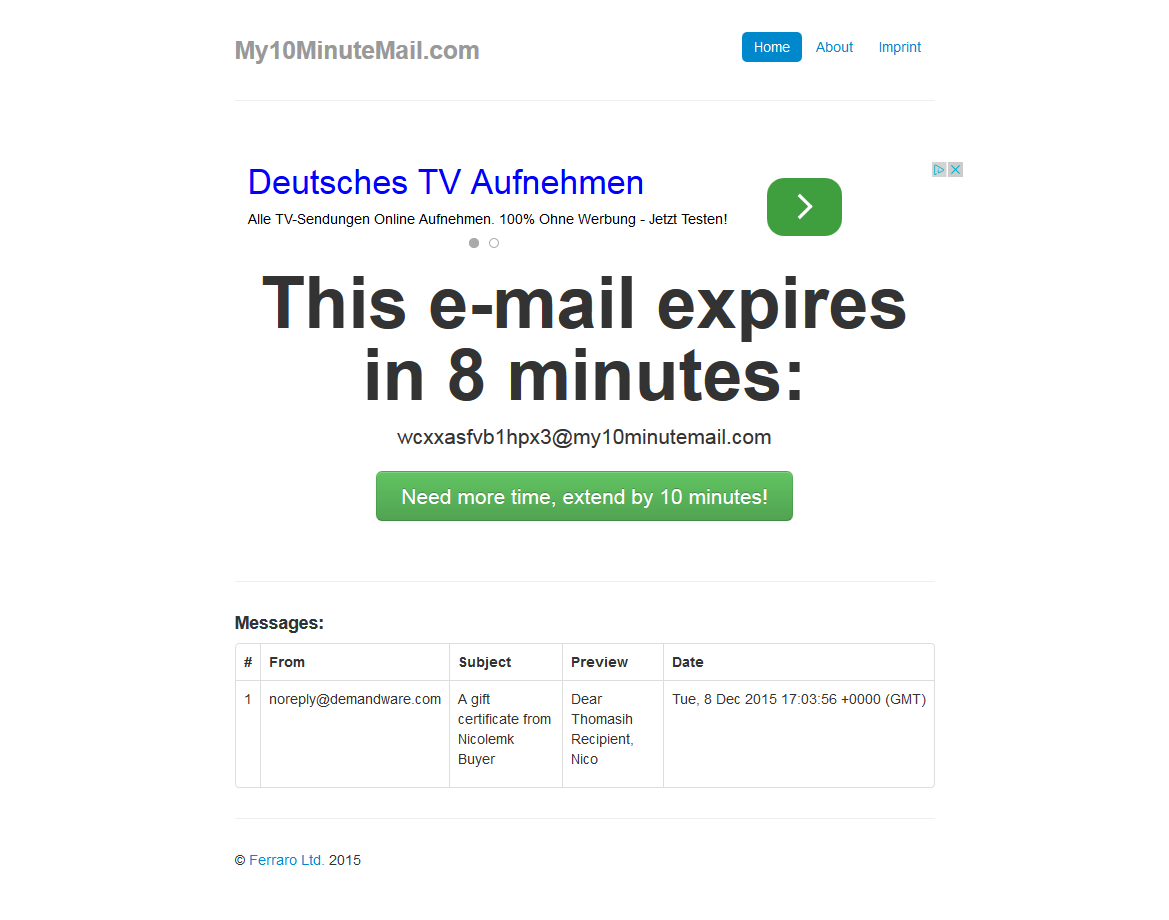 My10MinuteMail.com
Home About Imprint
Deutsches TV Aufnehmen
Alle TV-Sendungen Online Aufnehmen. 100% Ohne Werbung - Jetzt Testen!
This e-mail expires
in 8 minutes:
wcxxasfvb1hpx3@my10minutemail.com
Need more time, extend by 10 minutes!
Messages:
# From Subject Preview Date
1 noreply@demandware.com A gift Dear Tue, 8 Dec 2015 17:03:56 +0000 (GMT)
certificate from Thomasih
Nicolemk Recipient,
Buyer Nico
© Ferraro Ltd. 2015